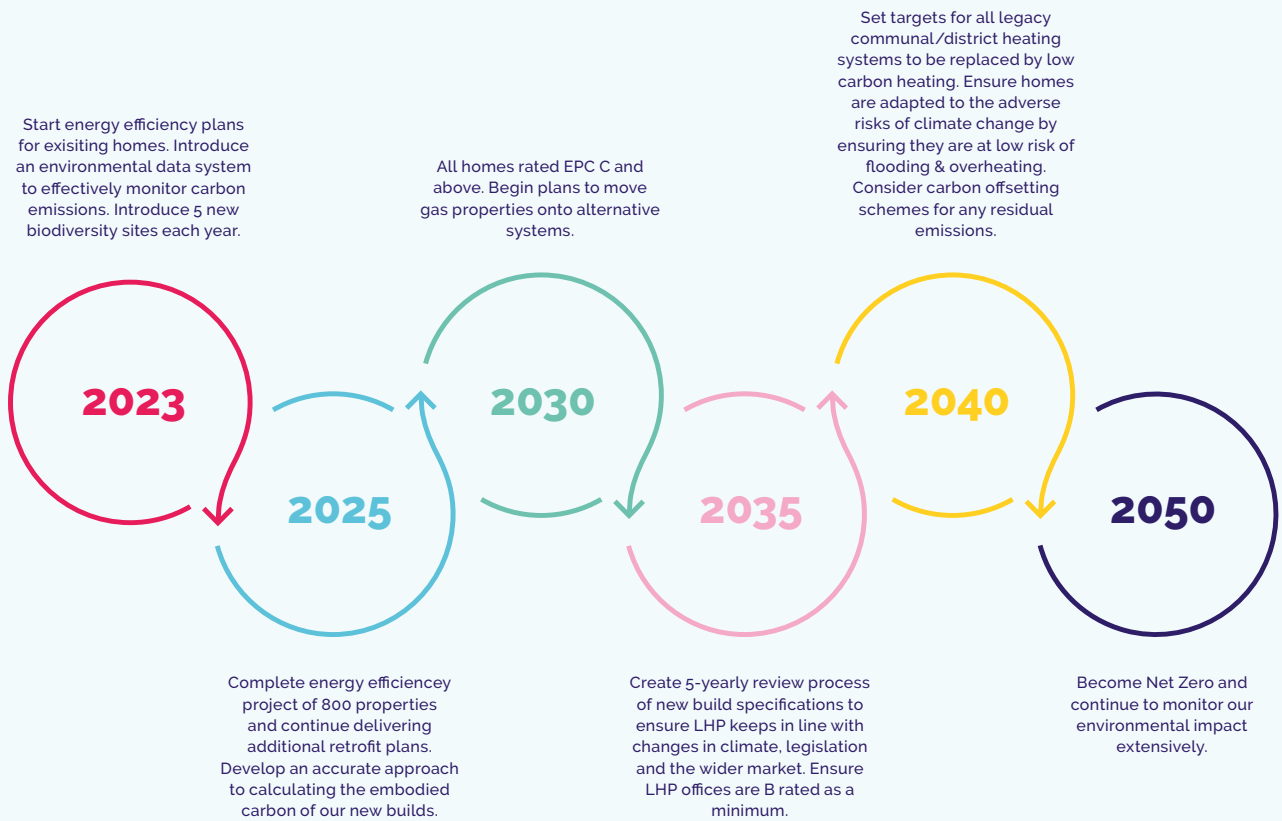 Start energy efficiency plans
for exisiting homes. Introduce
an environmental data system
to effectively monitor carbon
emissions. Introduce 5 new
biodiversity sites each year.
2023
2025
Complete energy efficiencey
project of 800 properties
and continue delivering
additional retrofit plans.
Develop an accurate approach
to calculating the embodied
carbon of our new builds.
All homes rated EPC C and
above. Begin plans to move
gas properties onto alternative
systems.
2030
2035
Create 5-yearly review process
of new build specifications to
ensure LHP keeps in line with
changes in climate, legislation
and the wider market. Ensure
LHP offices are B rated as a
minimum.
Set targets for all legacy
communal/district heating
systems to be replaced by low
carbon heating. Ensure homes
are adapted to the adverse
risks of climate change by
ensuring they are at low risk of
flooding & overheating.
Consider carbon offsetting
schemes for any residual
emissions.
2040
2050
Become Net Zero and
continue to monitor our
environmental impact
extensively.